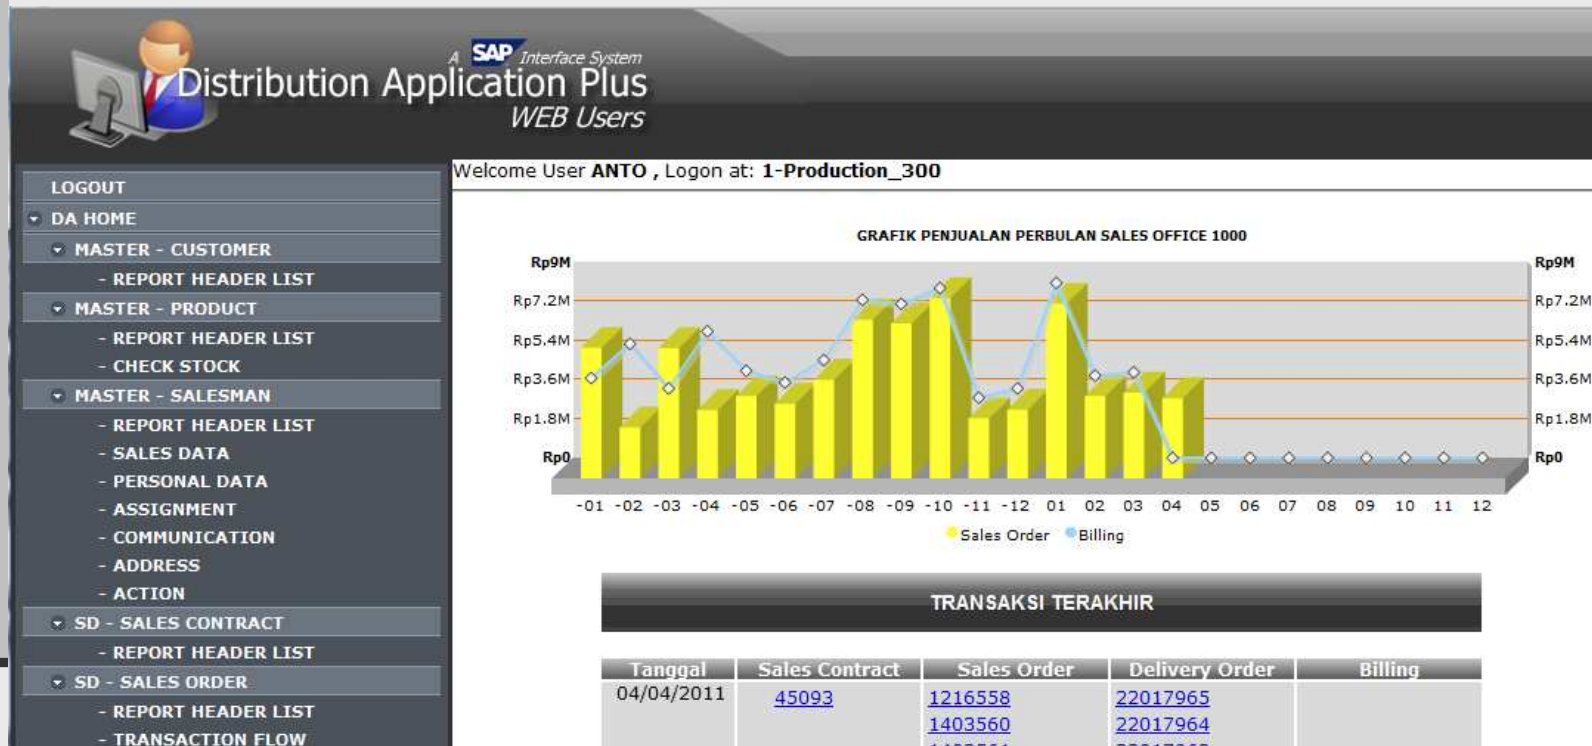 A SAP Interface System
Distribution Application Plus
WEB Users
Welcome User ANTO , Logon at: 1-Production_300
LOGOUT
DA HOME
MASTER - CUSTOMER
- REPORT HEADER LIST
MASTER - PRODUCT
- REPORT HEADER LIST
- CHECK STOCK
MASTER - SALESMAN
- REPORT HEADER LIST
- SALES DATA
- PERSONAL DATA
- ASSIGNMENT
- COMMUNICATION
- ADDRESS
- ACTION
SD - SALES CONTRACT
- REPORT HEADER LIST
SD - SALES ORDER
- REPORT HEADER LIST
- TRANSACTION FLOW
GRAFIK PENJUALAN PERBULAN SALES OFFICE 1000
Rp9M Rp9M
Rp7.2M Rp7.2M
Rp5.4M Rp5.4M
Rp3.6M Rp3.6M
Rp1.8M Rp1.8M
Rp0 Rp0
-01 -02 -03 -04 -05 -06 -07 -08 -09 -10 -11 -12 01 02 03 04 05 06 07 08 09 10 11 12
Sales Order Billing
TRANSAKSI TERAKHIR
Tanggal Sales Contract Sales Order Delivery Order Billing
04/04/2011 45093 1216558 22017965
1403560 22017964